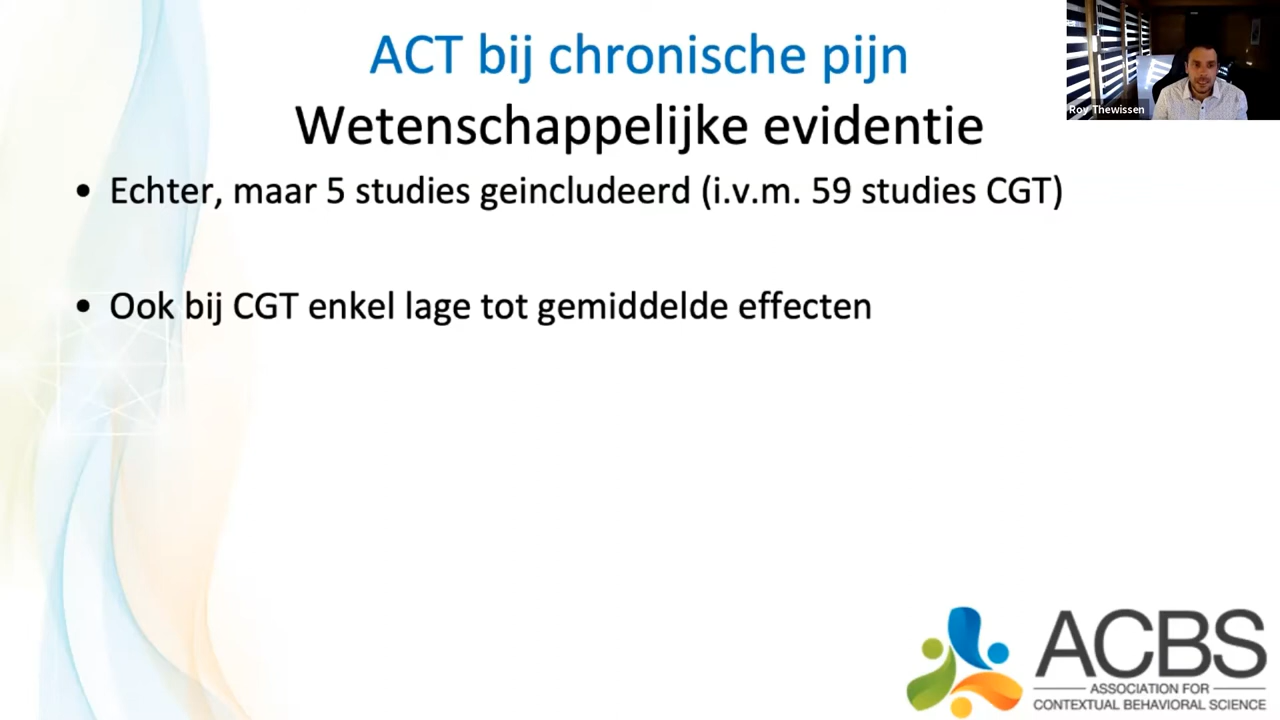 ACT bij chronische pijn
Wetenschappelijke evidentie
• Echter, maar 5 studies geincludeerd (i.v.m. 59 studies CGT)
• Ook bij CGT enkel lage tot gemiddelde effecten
Roy Thewissen
ACBS
ASSOCIATION FOR
CONTEXTUAL BEHAVIORAL SCIENCE